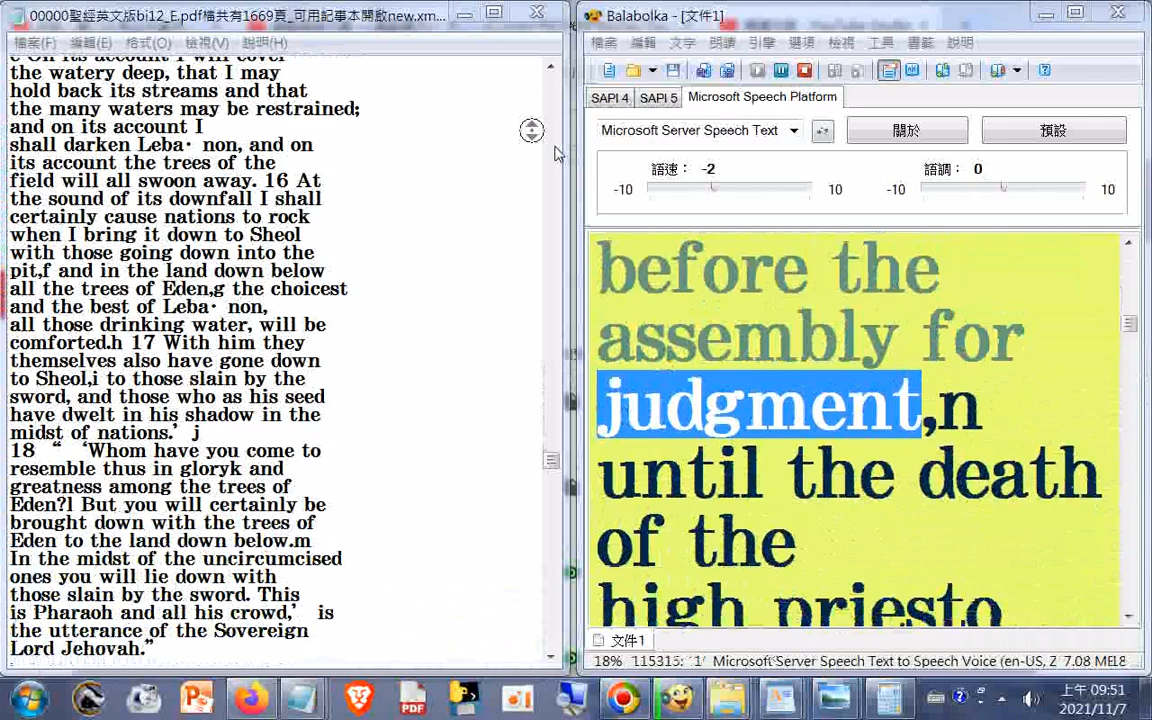 00000聖經英文版bi12_E.pdf檔共有1669頁_可用記事本開啟new.xm...
檔案(F) 編輯(E) 格式(O) 檢視(V) 說明(H)
e On its account I will cover
the watery deep, that I may
hold back its streams and that
the many waters may be restrained;
and on its account I
shall darken Leba· non, and on
its account the trees of the
field will all swoon away. 16 At
the sound of its downfall I shall
certainly cause nations to rock
when I bring it down to Sheol
with those going down into the
pit,f and in the land down below
all the trees of Eden,g the choicest
and the best of Leba· non,
all those drinking water, will be
comforted.h 17 With him they
themselves also have gone down
to Sheol,i to those slain by the
sword, and those who as his seed
have dwelt in his shadow in the
midst of nations.’ j
18 “ ‘Whom have you come to
resemble thus in gloryk and
greatness among the trees of
Eden?l But you will certainly be
brought down with the trees of
Eden to the land down below.m
In the midst of the uncircumcised
ones you will lie down with
those slain by the sword. This
is Pharaoh and all his crowd,’ is
the utterance of the Sovereign
Lord Jehovah.”
Balabolka - [文件1]
檔案 編輯 文字 朗讀 引擎 選項 檢視 工具 書籤 說明
SAPI 4 SAPI 5 Microsoft Speech Platform
Microsoft Server Speech Text 關於 預設
語速： -2 語調： 0
-10 10 -10 10
before the
assembly for
judgment,n
until the death
of the
high priesto
文件1
18% 115315: '1' Microsoft Server Speech Text to Speech Voice (en-US, Z 7.08 ME
上午 09:51
2021/11/7